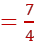 = 7/4